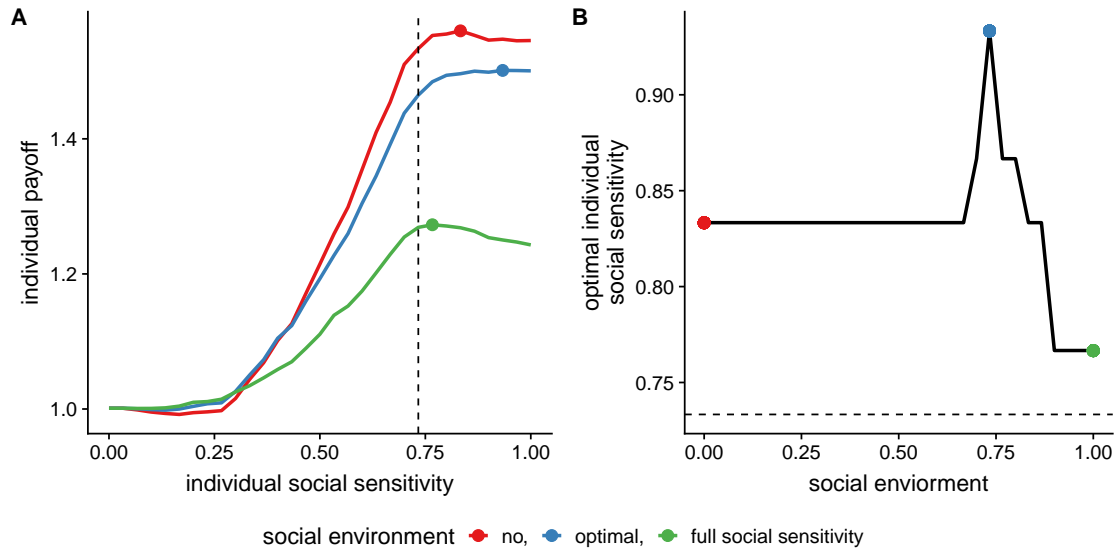 A
individual payoff
1.4
1.2
1.0
0.00
0.25
0.50
0.75
1.00
individual social sensitivity
B
optimal individual
social sensitivity
0.90
0.85
0.80
0.75
0.00
0.25
0.50
0.75
1.00
social enviorment
social environment no, optimal, full social sensitivity